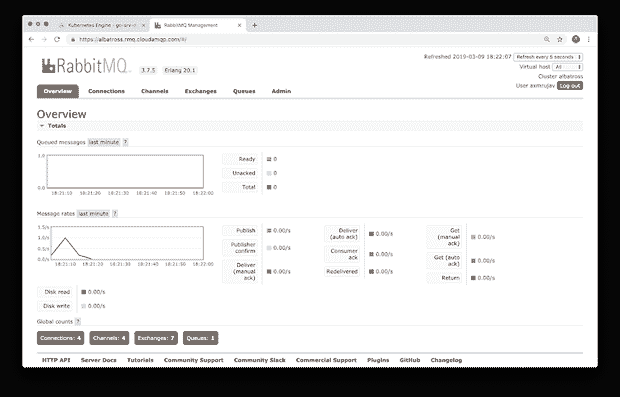 Kubernetes Engine - go
RabbitMQ Management
https://albatross.rmq.cloudamqp.com/#/
RabbitMQ 3.7.5 Erlang 20.1
Refreshed 2019-03-09 18:22:07 Refresh every 5 seconds
Virtual host All
Cluster albatross
User axmrujav Log out
Overview Connections Channels Exchanges Queues Admin
Overview
Totals
Queued messages last minute ?
1.0
0.0
18:21:10 18:21:20 18:21:30 18:21:40 18:21:50 18:22:00
Ready 0
Unacked 0
Total 0
Message rates last minute ?
1.5/s
1.0/s
0.5/s
0.0/s
18:21:10 18:21:20 18:21:30 18:21:40 18:21:50 18:22:00
Publish 0.00/s
Publisher confirm 0.00/s
Deliver (manual ack) 0.00/s
Deliver (auto ack) 0.00/s
Consumer ack 0.00/s
Redelivered 0.00/s
Get (manual ack) 0.00/s
Get (auto ack) 0.00/s
Return 0.00/s
Disk read 0.00/s
Disk write 0.00/s
Global counts ?
Connections: 4 Channels: 4 Exchanges: 7 Queues: 1
HTTP API Server Docs Tutorials Community Support Community Slack Commercial Support Plugins GitHub Changelog